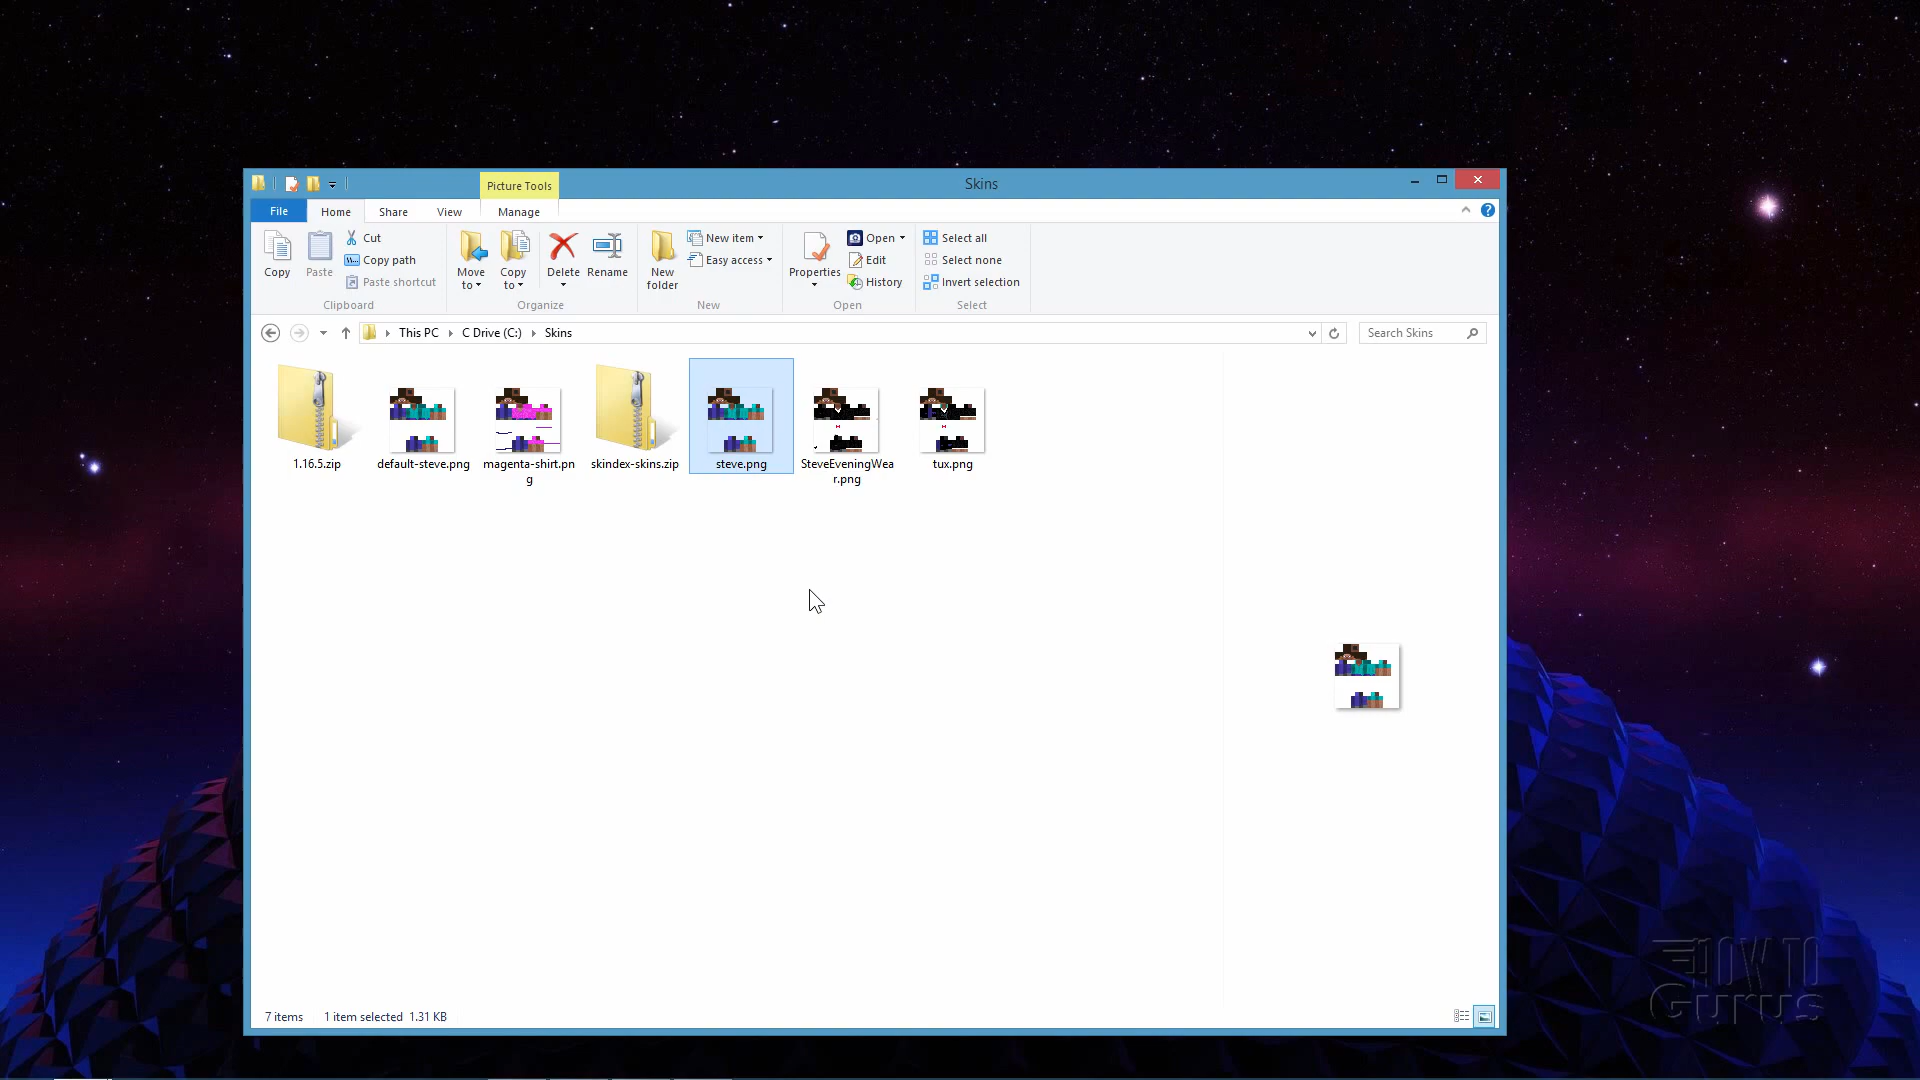 Picture Tools
Skins
File
Home
Share
View
Manage
Copy
Paste
Cut
Copy path
Paste shortcut
Clipboard
Move to
Copy to
Delete
Rename
Organize
New folder
New item
Easy access
New
Properties
Open
Edit
History
Open
Select all
Select none
Invert selection
Select
This PC
C Drive (C:)
Skins
Search Skins
1.16.5.zip
default-steve.png
magenta-shirt.pn
g
skindex-skins.zip
steve.png
SteveEveningWea
r.png
tux.png
7 items
1 item selected 1.31 KB
HOW TO
Gurus